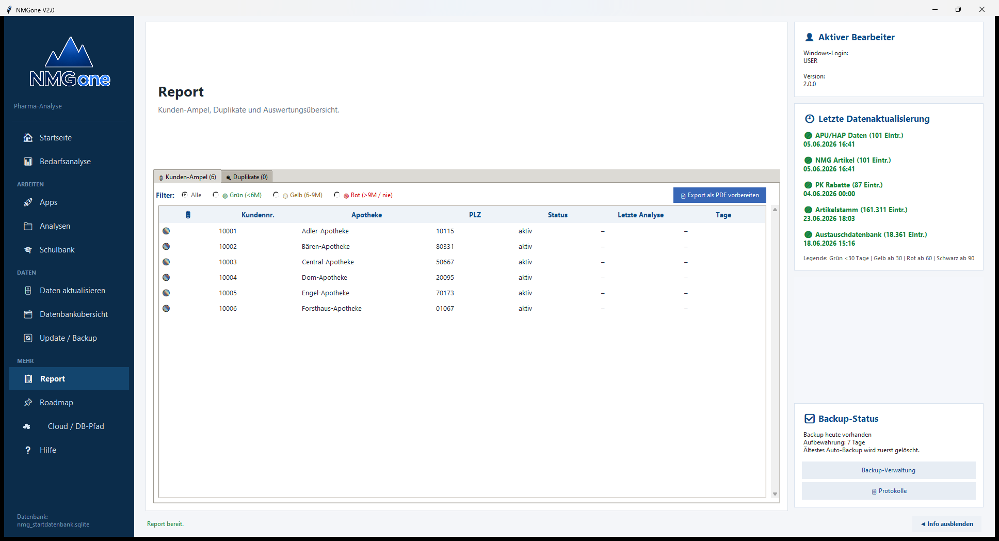 NMGone V2.0
NMGone
Pharma-Analyse
Startseite
Bedarfsanalyse
ARBEITEN
Apps
Analysen
Schulbank
DATEN
Daten aktualisieren
Datenbankübersicht
Update / Backup
MEHR
Report
Roadmap
Cloud / DB-Pfad
Hilfe
Datenbank:
nmg_startdatenbank.sqlite
Report
Kunden-Ampel, Duplikate und Auswertungsübersicht.
Kunden-Ampel (6) Duplikate (0)
Filter: Alle Grün (<6M) Gelb (6-9M) Rot (>9M / nie) Export als PDF vorbereiten
Kundennr. Apotheke PLZ Status Letzte Analyse Tage
10001 Adler-Apotheke 10115 aktiv – –
10002 Bären-Apotheke 80331 aktiv – –
10003 Central-Apotheke 50667 aktiv – –
10004 Dom-Apotheke 20095 aktiv – –
10005 Engel-Apotheke 70173 aktiv – –
10006 Forsthaus-Apotheke 01067 aktiv – –
Report bereit.
Aktiver Bearbeiter
Windows-Login:
USER
Version:
2.0.0
Letzte Datenaktualisierung
APU/HAP Daten (101 Eintr.)
05.06.2026 16:41
NMG Artikel (101 Eintr.)
05.06.2026 16:41
PK Rabatte (87 Eintr.)
04.06.2026 00:00
Artikelstamm (161.311 Eintr.)
23.06.2026 18:03
Austauschdatenbank (18.361 Eintr.)
18.06.2026 15:16
Legende: Grün <30 Tage | Gelb ab 30 | Rot ab 60 | Schwarz ab 90
Backup-Status
Backup heute vorhanden
Aufbewahrung: 7 Tage
Ältestes Auto-Backup wird zuerst gelöscht.
Backup-Verwaltung
Protokolle
◄ Info ausblenden